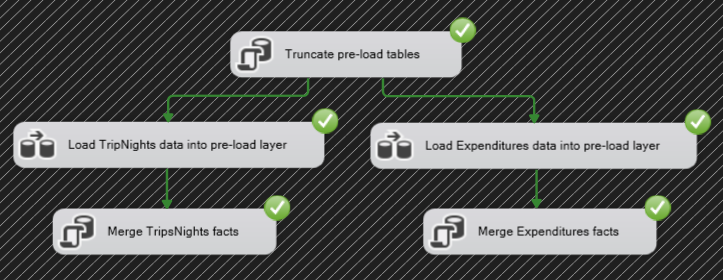 Truncate pre-load tables
Load TripNights data into pre-load layer
Load Expenditures data into pre-load layer
Merge TripsNights facts
Merge Expenditures facts